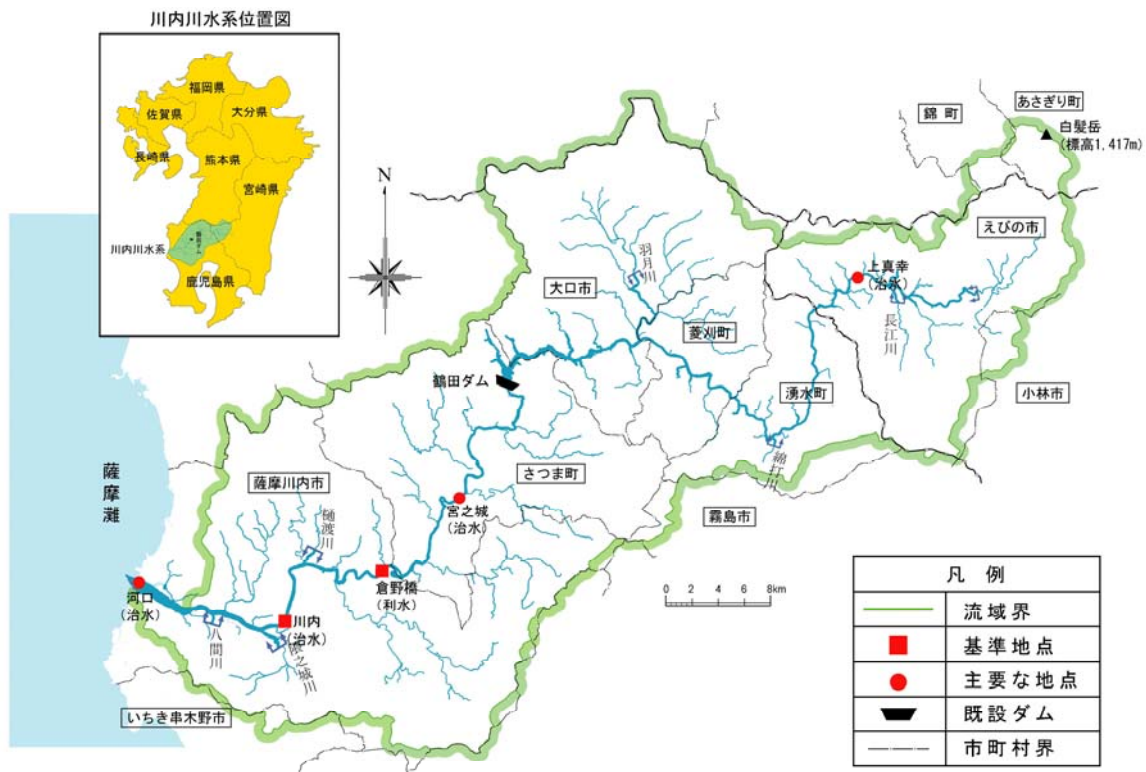 川内川水系位置図
福岡県
佐賀県
大分県
長崎県
熊本県
宮崎県
鶴田ダム
川内川水系
鹿児島県
N
錦町
あさぎり町
白髪岳
(標高1,417m)
えびの市
上真幸
(治水)
長江川
羽月川
大口市
菱刈町
鶴田ダム
湧水町
小林市
綿打川
さつま町
霧島市
薩摩灘
薩摩川内市
樋渡川
宮之城
(治水)
倉野橋
(利水)
河口
(治水)
川内
(治水)
八間川
隈之城川
いちき串木野市
0 2 4 6 8km
凡例
流域界
基準地点
主要な地点
既設ダム
市町村界